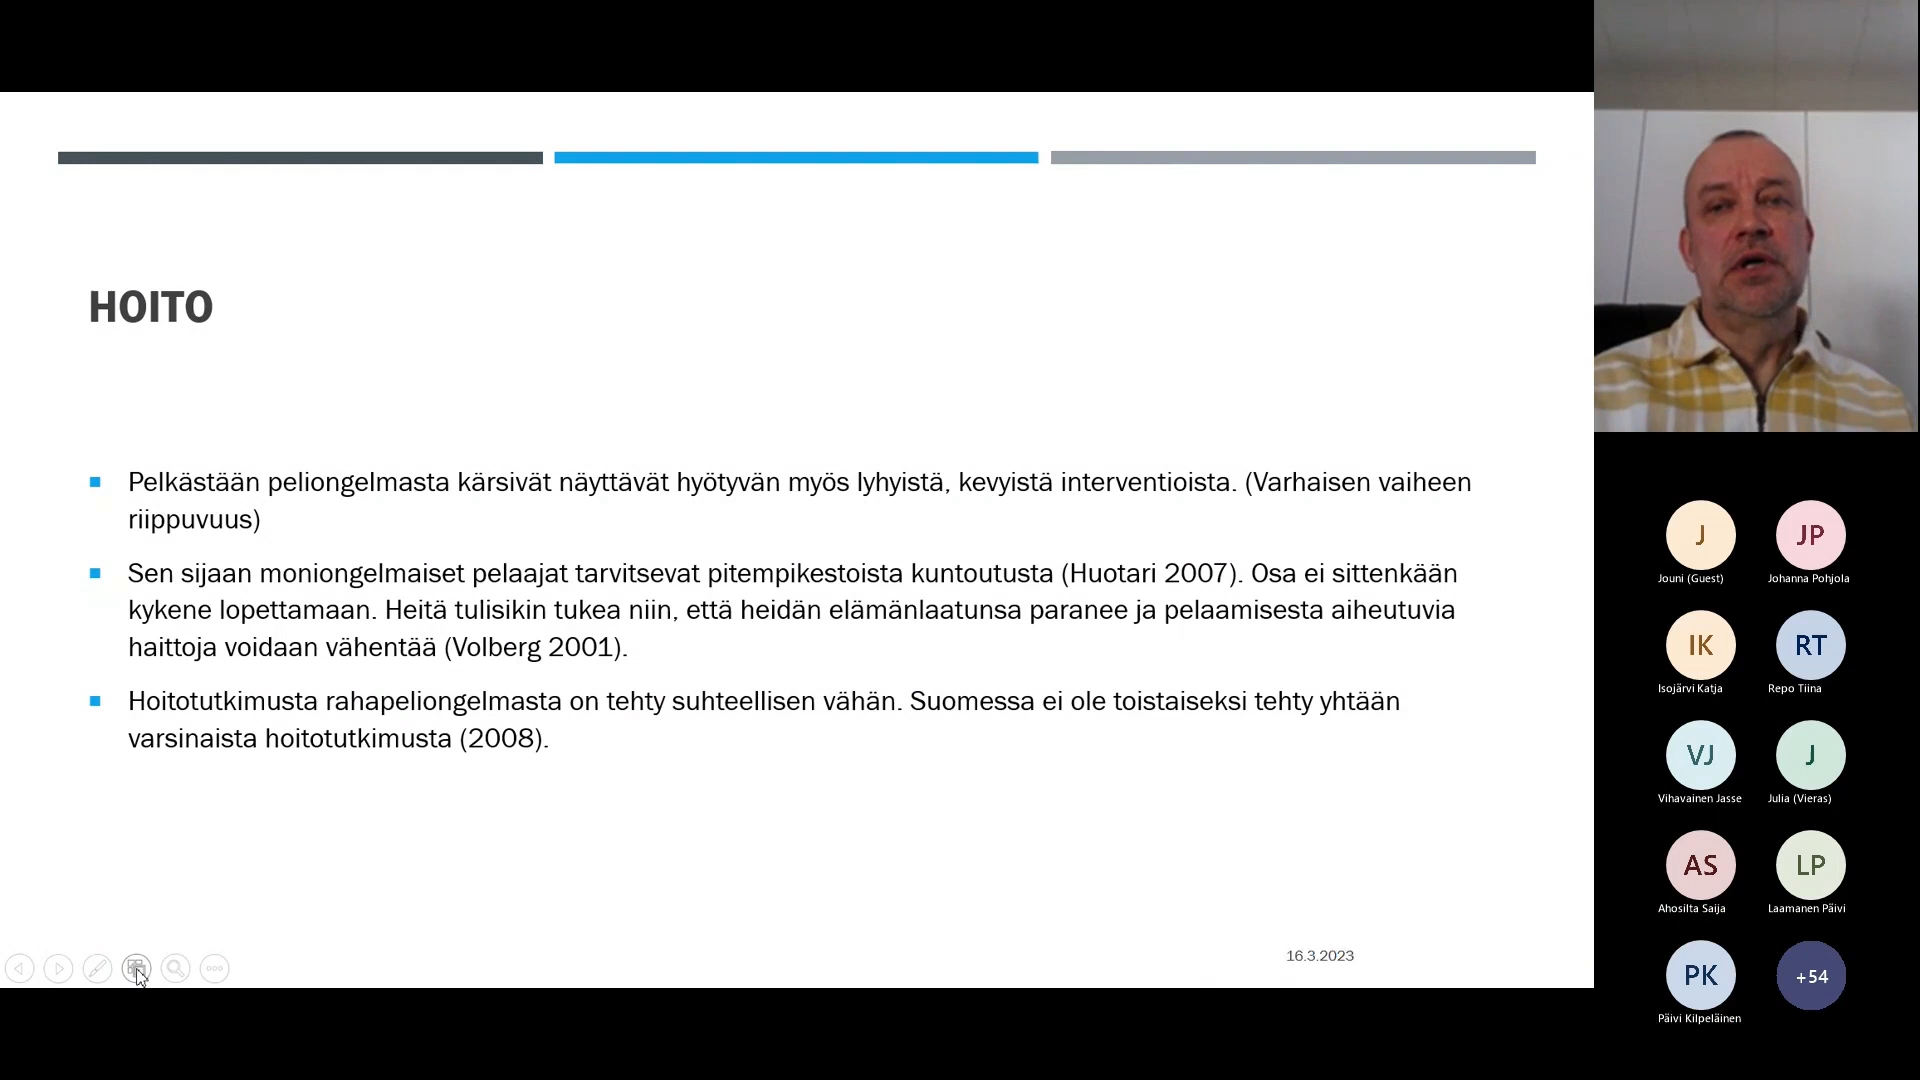 HOITO
Pelkästään peliongelmasta kärsivät näyttävät hyötyvän myös lyhyistä, kevyistä interventioista. (Varhaisen vaiheen
riippuvuus)
Sen sijaan moniongelmaiset pelaajat tarvitsevat pitempikestoista kuntoutusta (Huotari 2007). Osa ei sittenkään
kykene lopettamaan. Heitä tulisikin tukea niin, että heidän elämänlaatunsa paranee ja pelaamisesta aiheutuvia
haittoja voidaan vähentää (Volberg 2001).
Hoitotutkimusta rahapeliongelmasta on tehty suhteellisen vähän. Suomessa ei ole toistaiseksi tehty yhtään
varsinaista hoitotutkimusta (2008).
16.3.2023
J JP
Jouni (Guest) Johanna Pohjola
IK RT
Isojärvi Katja Repo Tiina
VJ J
Vihavainen Jasse Julia (Vieras)
AS LP
Ahosilta Saija Laamanen Päivi
PK +54
Päivi Kilpeläinen